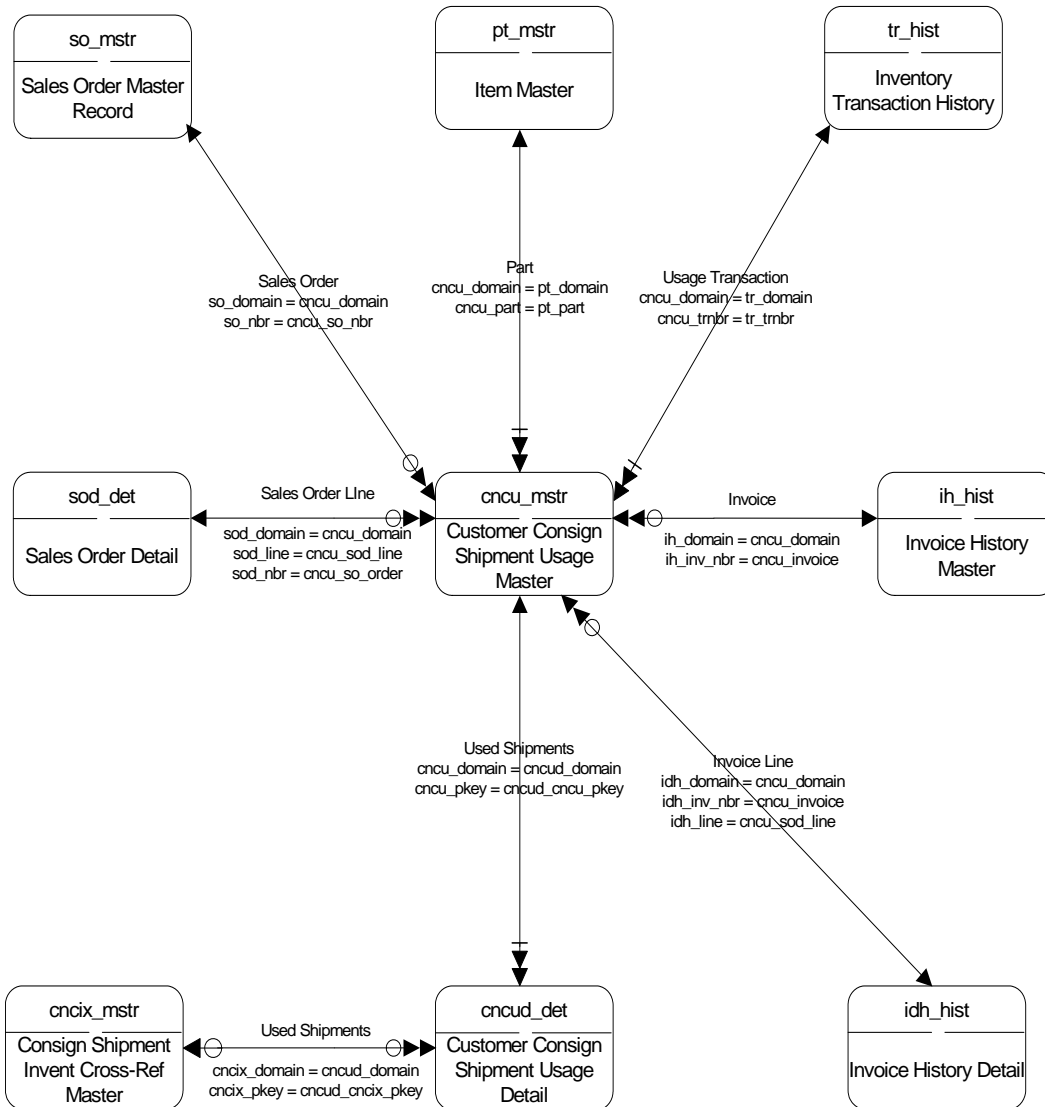 so_mstr
Sales Order Master
Record
pt_mstr
Item Master
tr_hist
Inventory
Transaction History
Sales Order
so_domain = cncu_domain
so_nbr = cncu_so_nbr
Part
cncu_domain = pt_domain
cncu_part = pt_part
Usage Transaction
cncu_domain = tr_domain
cncu_trnbr = tr_trnbr
sod_det
Sales Order Detail
Sales Order LIne
sod_domain = cncu_domain
sod_line = cncu_sod_line
sod_nbr = cncu_so_order
cncu_mstr
Customer Consign
Shipment Usage
Master
Invoice
ih_domain = cncu_domain
ih_inv_nbr = cncu_invoice
ih_hist
Invoice History
Master
Used Shipments
cncu_domain = cncud_domain
cncu_pkey = cncud_cncu_pkey
Invoice Line
idh_domain = cncu_domain
idh_inv_nbr = cncu_invoice
idh_line = cncu_sod_line
cncix_mstr
Consign Shipment
Invent Cross-Ref
Master
Used Shipments
cncix_domain = cncud_domain
cncix_pkey = cncud_cncix_pkey
cncud_det
Customer Consign
Shipment Usage
Detail
idh_hist
Invoice History Detail